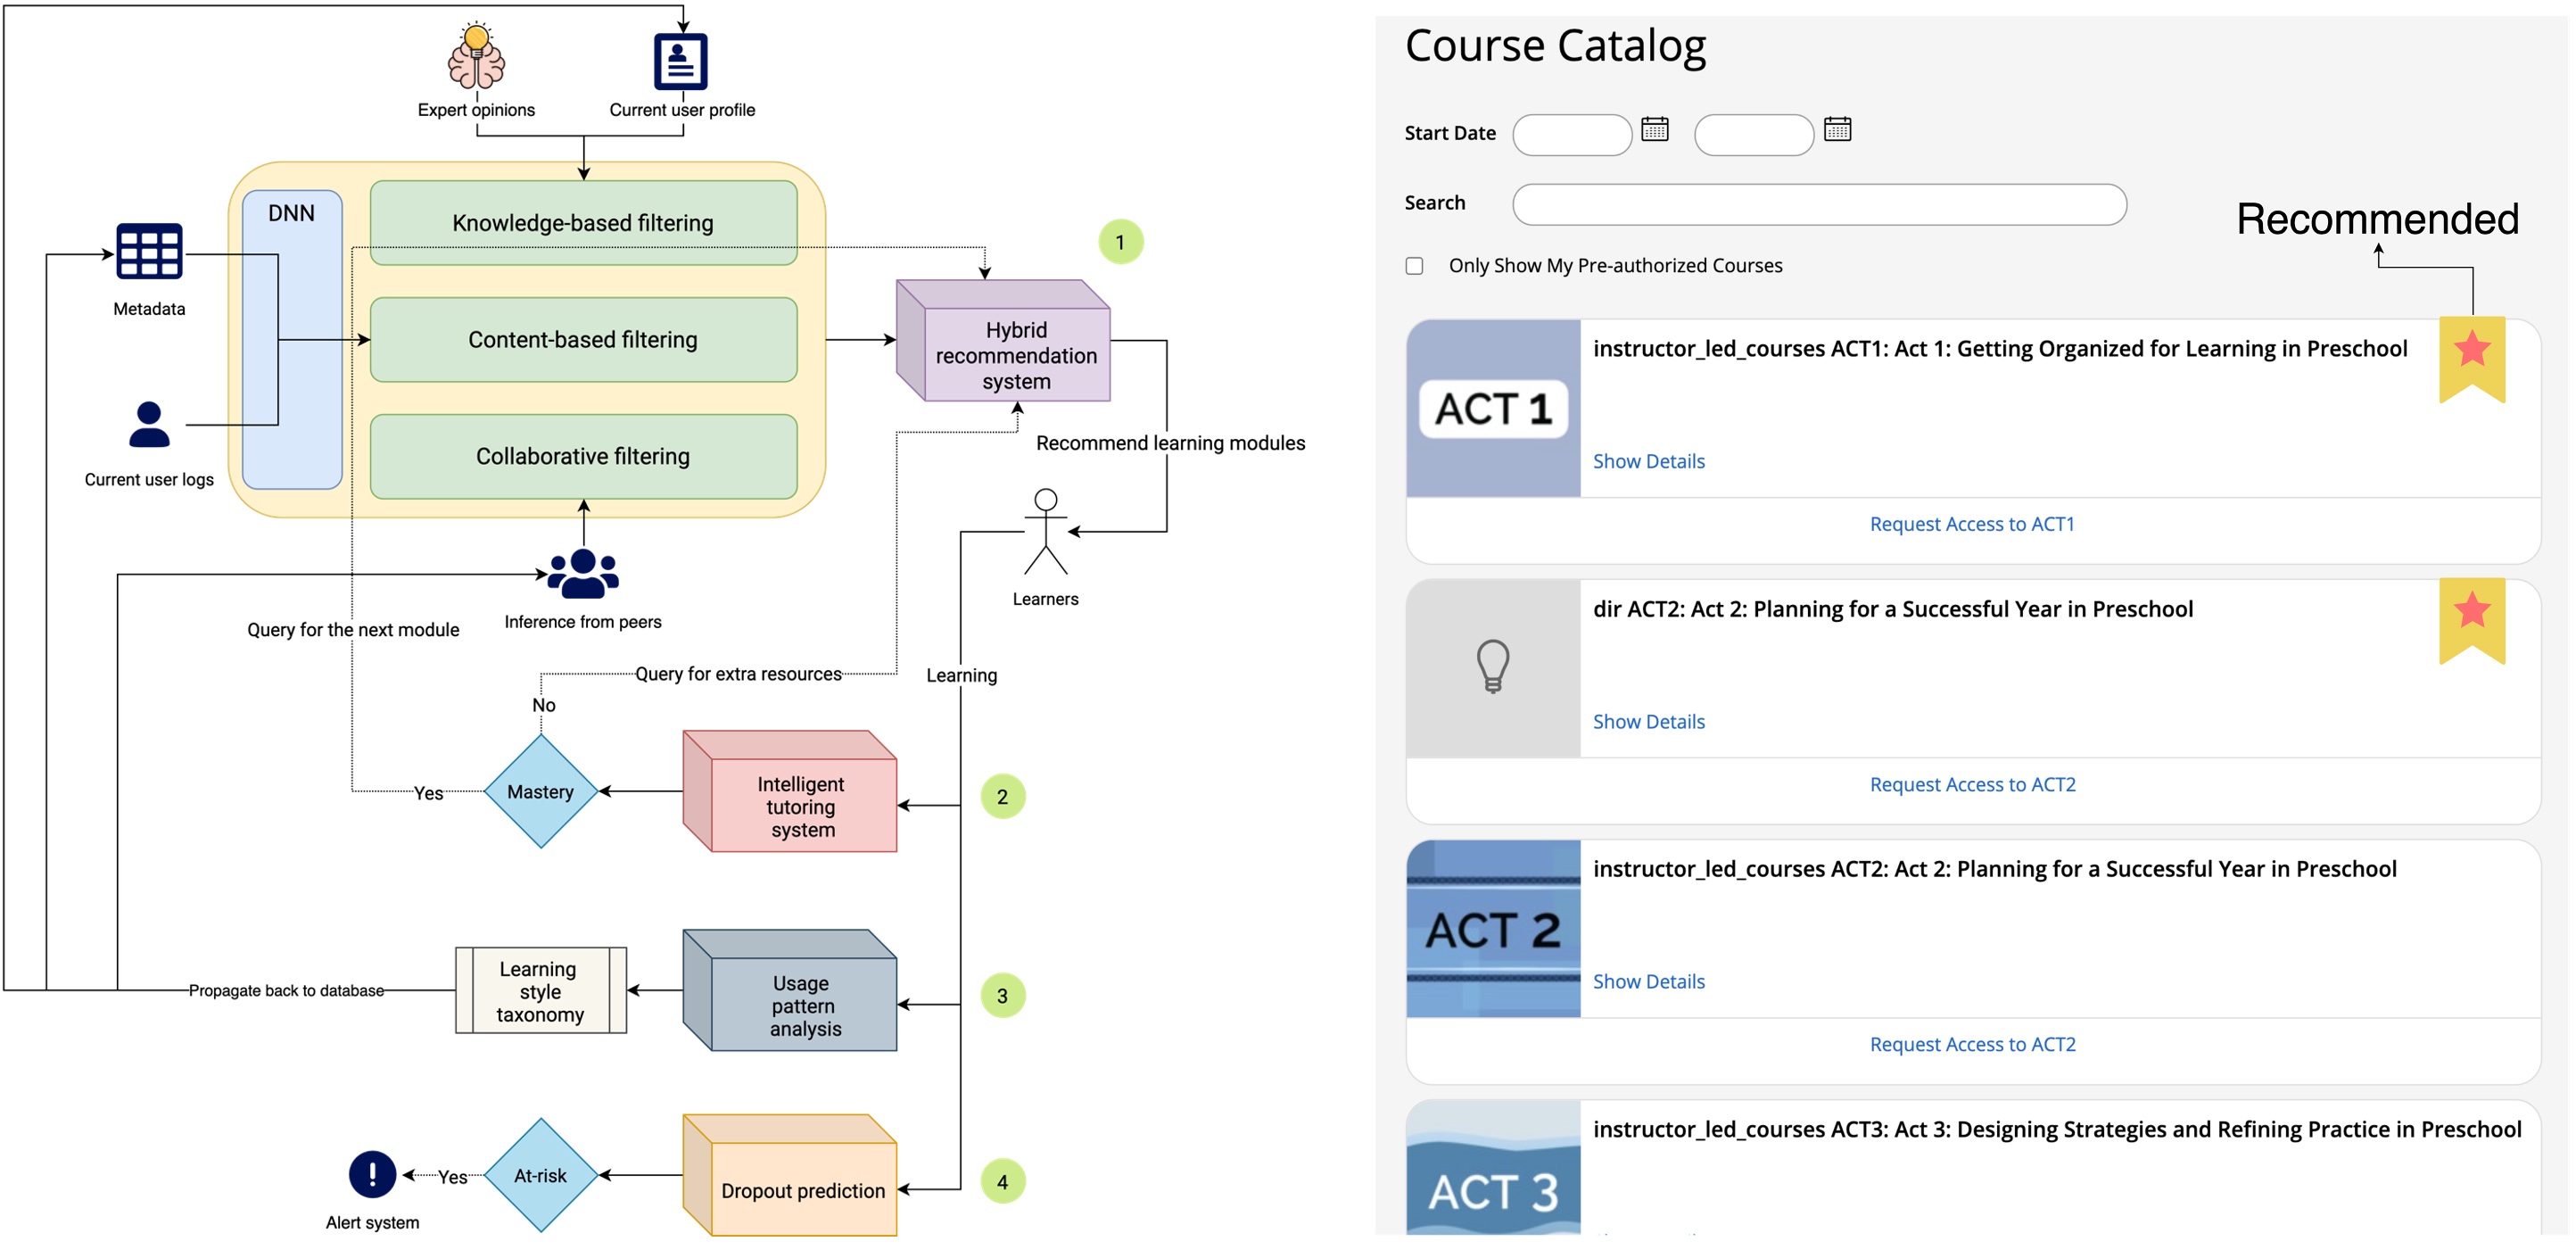 Expert opinions
Current user profile
DNN
Knowledge-based filtering
Content-based filtering
Collaborative filtering
Metadata
Current user logs
1
Hybrid
recommendation
system
Recommend learning modules
Learners
Inference from peers
Query for the next module
Query for extra resources
Learning
No
Yes
Mastery
Intelligent
tutoring
system
2
Propagate back to database
Learning
style
taxonomy
Usage
pattern
analysis
3
Alert system
Yes
At-risk
Dropout prediction
4
Course Catalog
Start Date
Search
Only Show My Pre-authorized Courses
Recommended
ACT 1
instructor_led_courses ACT1: Act 1: Getting Organized for Learning in Preschool
Show Details
Request Access to ACT1
dir ACT2: Act 2: Planning for a Successful Year in Preschool
Show Details
Request Access to ACT2
ACT 2
instructor_led_courses ACT2: Act 2: Planning for a Successful Year in Preschool
Show Details
Request Access to ACT2
ACT 3
instructor_led_courses ACT3: Act 3: Designing Strategies and Refining Practice in Preschool